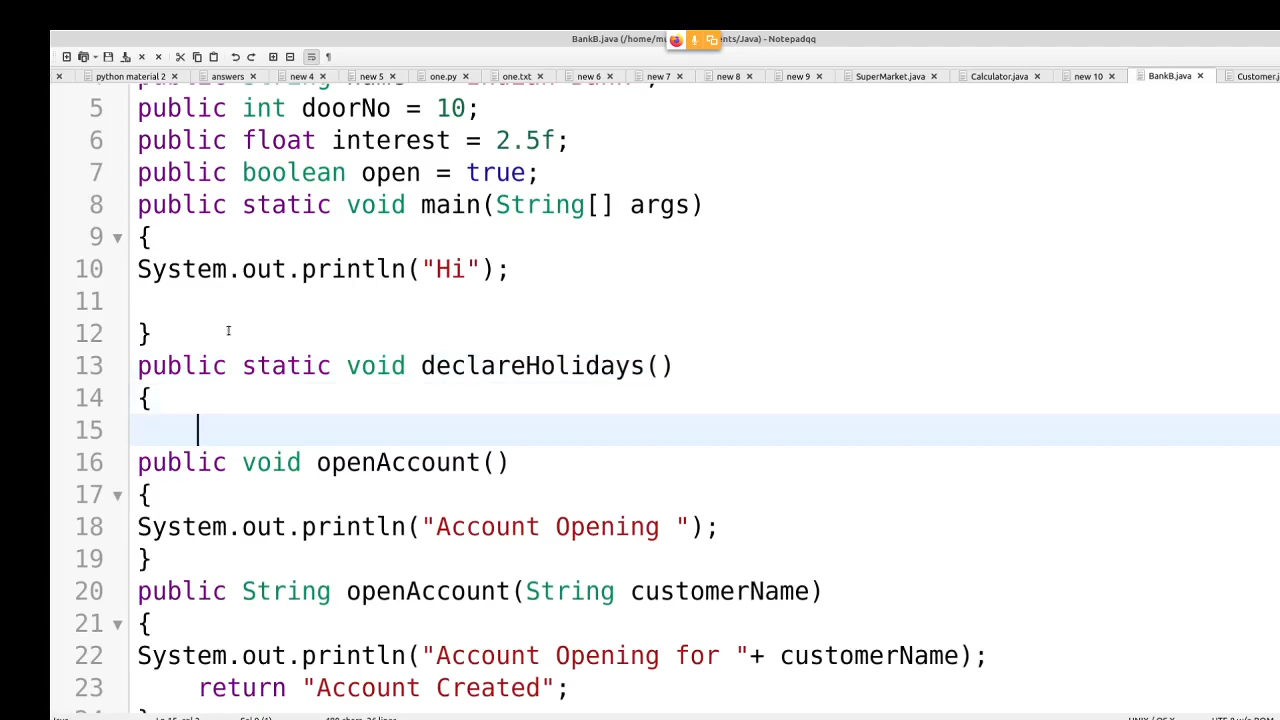 BankB.java (/home/mu ents/Java) - Notepadqq
python material 2 answers new 4 new 5 one.py one.txt new 6 new 7 new 8 new 9 SuperMarket.java Calculator.java new 10 BankB.java Customer.j
5 public int doorNo = 10;
6 public float interest = 2.5f;
7 public boolean open = true;
8 public static void main(String[] args)
9 {
10 System.out.println("Hi");
11
12 }
13 public static void declareHolidays()
14 {
15
16 public void openAccount()
17 {
18 System.out.println("Account Opening ");
19 }
20 public String openAccount(String customerName)
21 {
22 System.out.println("Account Opening for "+ customerName);
23 return "Account Created";